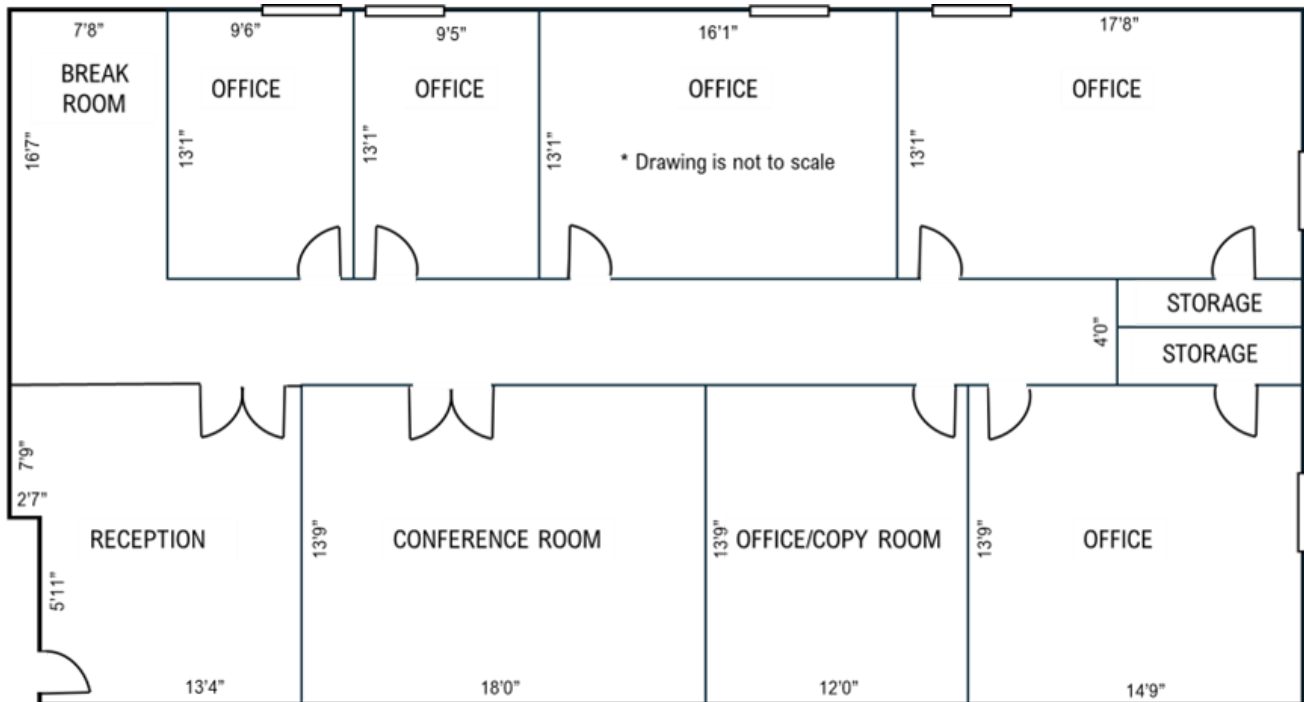 7’8”
9’6”
9’5”
16’1”
17’8”
BREAK
ROOM
OFFICE
OFFICE
OFFICE
OFFICE
16’7”
13’1”
13’1”
13’1”
13’1”
* Drawing is not to scale
STORAGE
4’0”
STORAGE
7’9”
2’7”
RECEPTION
13’9”
CONFERENCE ROOM
13’9”
OFFICE/COPY ROOM
13’9”
OFFICE
5’11”
13’4”
18’0”
12’0”
14’9”